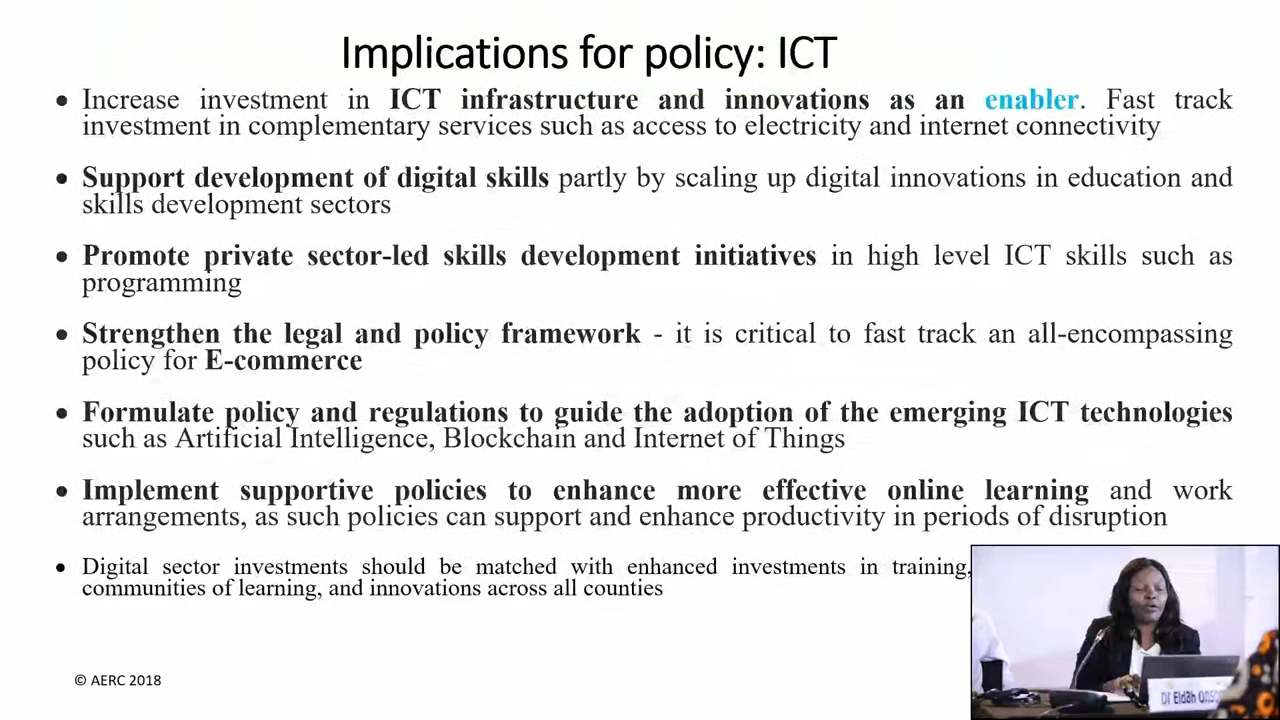 Implications for policy: ICT
• Increase investment in ICT infrastructure and innovations as an enabler. Fast track
investment in complementary services such as access to electricity and internet connectivity
• Support development of digital skills partly by scaling up digital innovations in education and
skills development sectors
• Promote private sector-led skills development initiatives in high level ICT skills such as
programming
• Strengthen the legal and policy framework - it is critical to fast track an all-encompassing
policy for E-commerce
• Formulate policy and regulations to guide the adoption of the emerging ICT technologies
such as Artificial Intelligence, Blockchain and Internet of Things
• Implement supportive policies to enhance more effective online learning and work
arrangements, as such policies can support and enhance productivity in periods of disruption
• Digital sector investments should be matched with enhanced investments in training,
communities of learning, and innovations across all counties
© AERC 2018
Dr Eldah